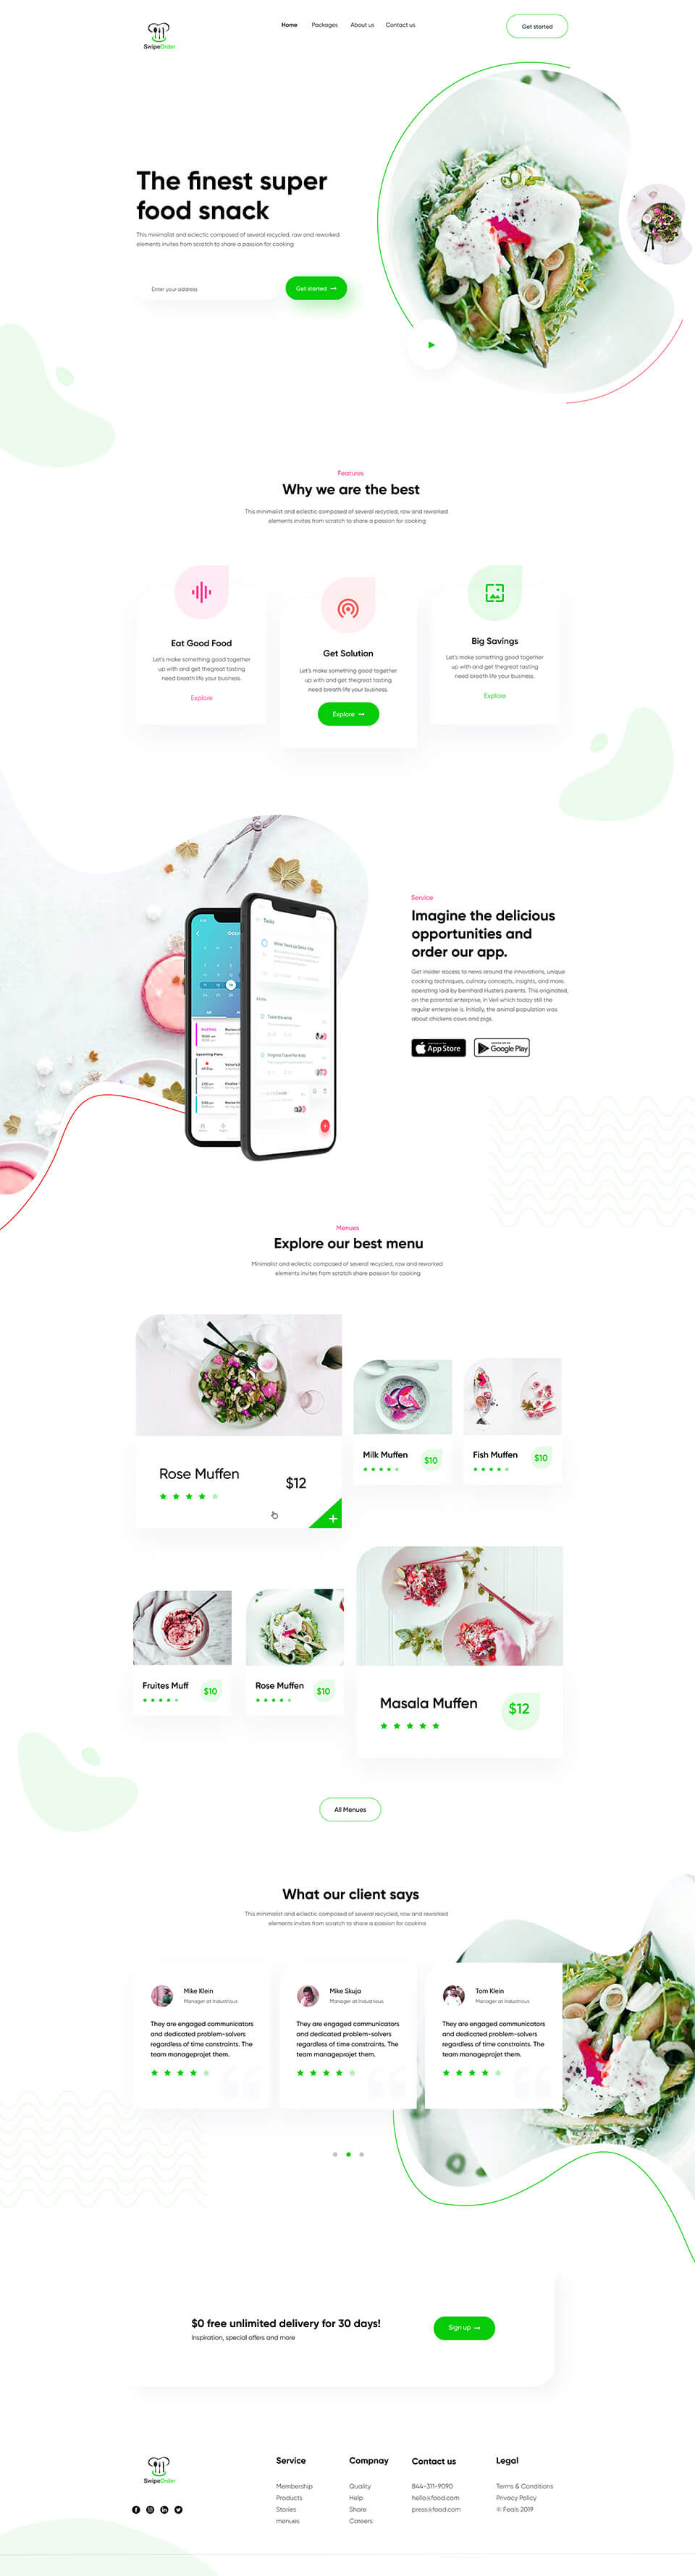 SwipeOrder
Home Packages About us Contact us
Get started
The finest super
food snack
This minimalist and eclectic composed of several recycled, raw and reworked
elements invites from scratch to share a passion for cooking
Enter your address
Get started →
Features
Why we are the best
This minimalist and eclectic composed of several recycled, raw and reworked
elements invites from scratch to share a passion for cooking
Eat Good Food
Let's make something good together
up with and get thegreat tasting
need breath life your business.
Explore
Get Solution
Let's make something good together
up with and get thegreat tasting
need breath life your business.
Explore →
Big Savings
Let's make something good together
up with and get thegreat tasting
need breath life your business.
Explore
Tasks
Service
Imagine the delicious
opportunities and
order our app.
Get insider access to news around the innovations, unique
cooking techniques, culinary concepts, insights, and more.
operating laid by bernhard Husters parents. This originated,
on the parental enterprise, in Verl which today still the
regular enterprise is. Initially, the animal population was
about chickens cows and pigs.
App Store
Google Play
Menues
Explore our best menu
Minimalist and eclectic composed of several recycled, raw and reworked
elements invites from scratch share passion for cooking
Rose Muffen
$12
+
Milk Muffen
$10
Fish Muffen
$10
Fruites Muff
$10
Rose Muffen
$10
Masala Muffen
$12
All Menues
What our client says
This minimalist and eclectic composed of several recycled, raw and reworked
elements invites from scratch to share a passion for cooking
Mike Klein
Manager at Industrious
They are engaged communicators
and dedicated problem-solvers
regardless of time constraints. The
team manageprojet them.
Mike Skuja
Manager at Industrious
They are engaged communicators
and dedicated problem-solvers
regardless of time constraints. The
team manageprojet them.
Tom Klein
Manager at Industrious
They are engaged communicators
and dedicated problem-solvers
regardless of time constraints. The
team manageprojet them.
$0 free unlimited delivery for 30 days!
Inspiration, special offers and more
Sign up →
SwipeOrder
Service
Membership
Products
Stories
menues
Compnay
Quality
Help
Share
Careers
Contact us
844-311-9090
hello@food.com
press@food.com
Legal
Terms & Conditions
Privacy Policy
© Feals 2019